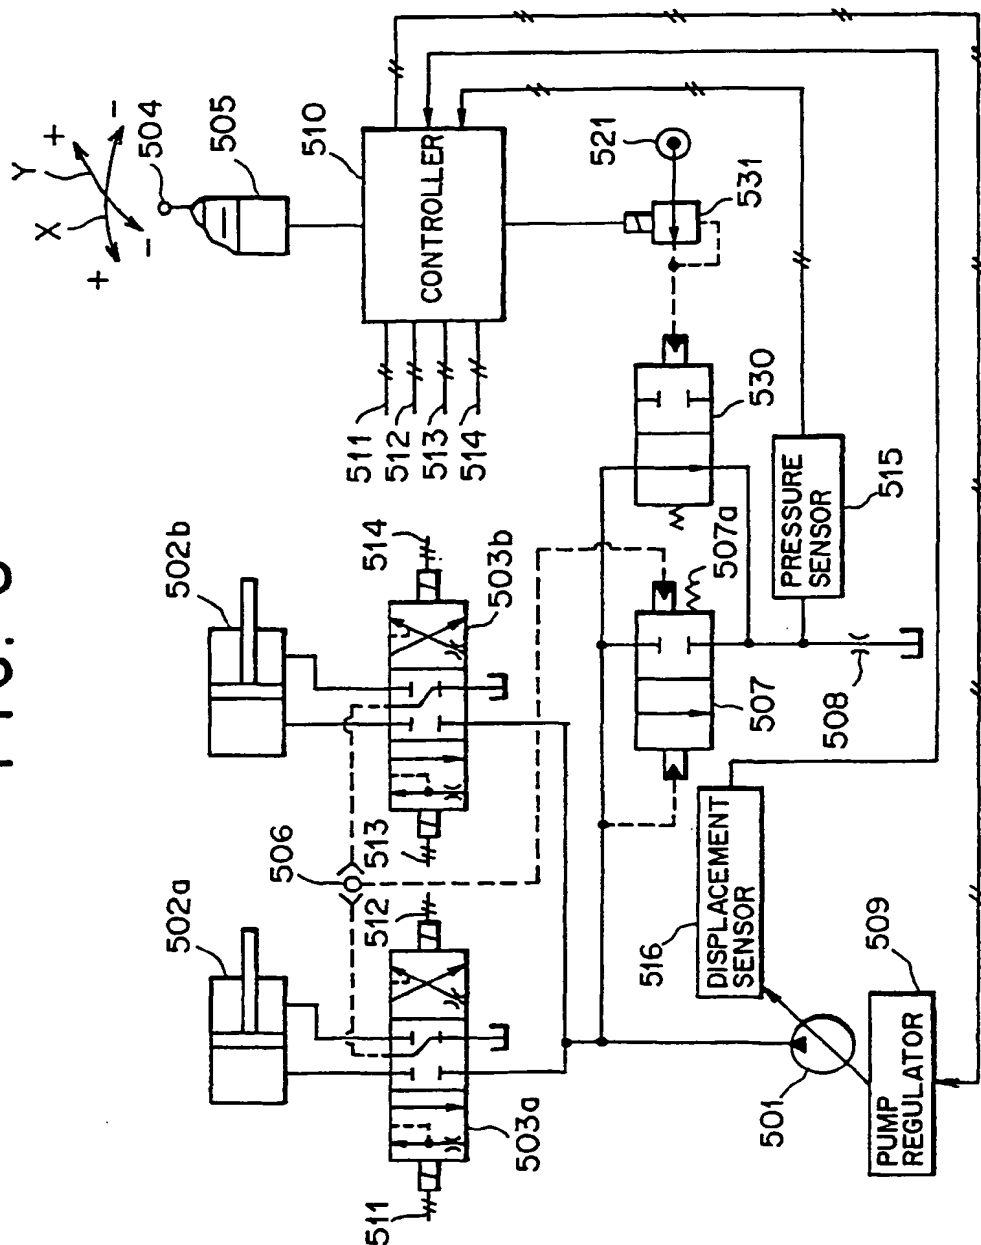 X
Y
+
-
+
-
504
505
510
CONTROLLER
511
512
513
514
521
531
530
502b
514
503b
507a
PRESSURE
SENSOR
515
513
506
507
508
502a
512
DISPLACEMENT
SENSOR
516
509
503a
511
501
PUMP
REGULATOR